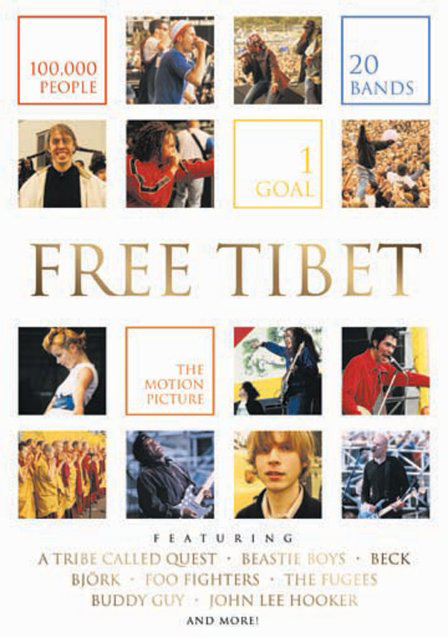 100,000
PEOPLE
20
BANDS
1
GOAL
FREE TIBET
THE
MOTION
PICTURE
FEATURING
A TRIBE CALLED QUEST · BEASTIE BOYS · BECK
BJÖRK · FOO FIGHTERS · THE FUGEES
BUDDY GUY · JOHN LEE HOOKER
AND MORE!